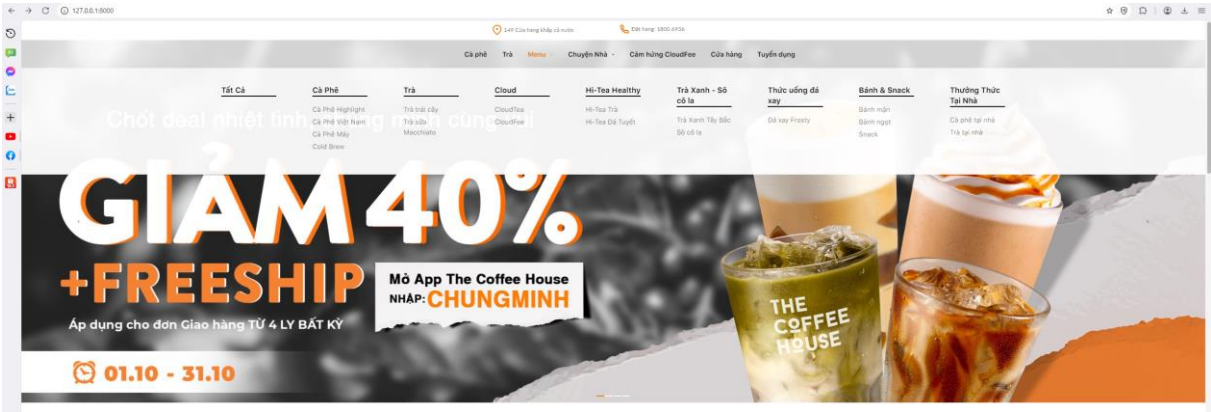 127.0.0.1:8000
149 Cửa hàng khắp cả nước
Đặt hàng: 1800.6936
Cà phê Trà Menu Chuyện Nhà Cảm hứng CloudFee Cửa hàng Tuyển dụng
Tất Cả
Cà Phê
Cà Phê Highlight
Cà Phê Việt Nam
Cà Phê Máy
Cold Brew
Trà
Trà trái cây
Trà sữa
Macchiato
Cloud
CloudTea
CloudFee
Hi-Tea Healthy
Hi-Tea Trà
Hi-Tea Đá Tuyết
Trà Xanh - Sô
cô la
Trà Xanh Tây Bắc
Sô cô la
Thức uống đá
xay
Đá xay Frosty
Bánh & Snack
Bánh mặn
Bánh ngọt
Snack
Thưởng Thức
Tại Nhà
Cà phê tại nhà
Trà tại nhà
Chốt deal nhiệt tình
GIẢM 40%
+FREESHIP
Mở App The Coffee House
NHẬP: CHUNGMINH
Áp dụng cho đơn Giao hàng TỪ 4 LY BẤT KỲ
01.10 - 31.10
THE
COFFEE
HOUSE